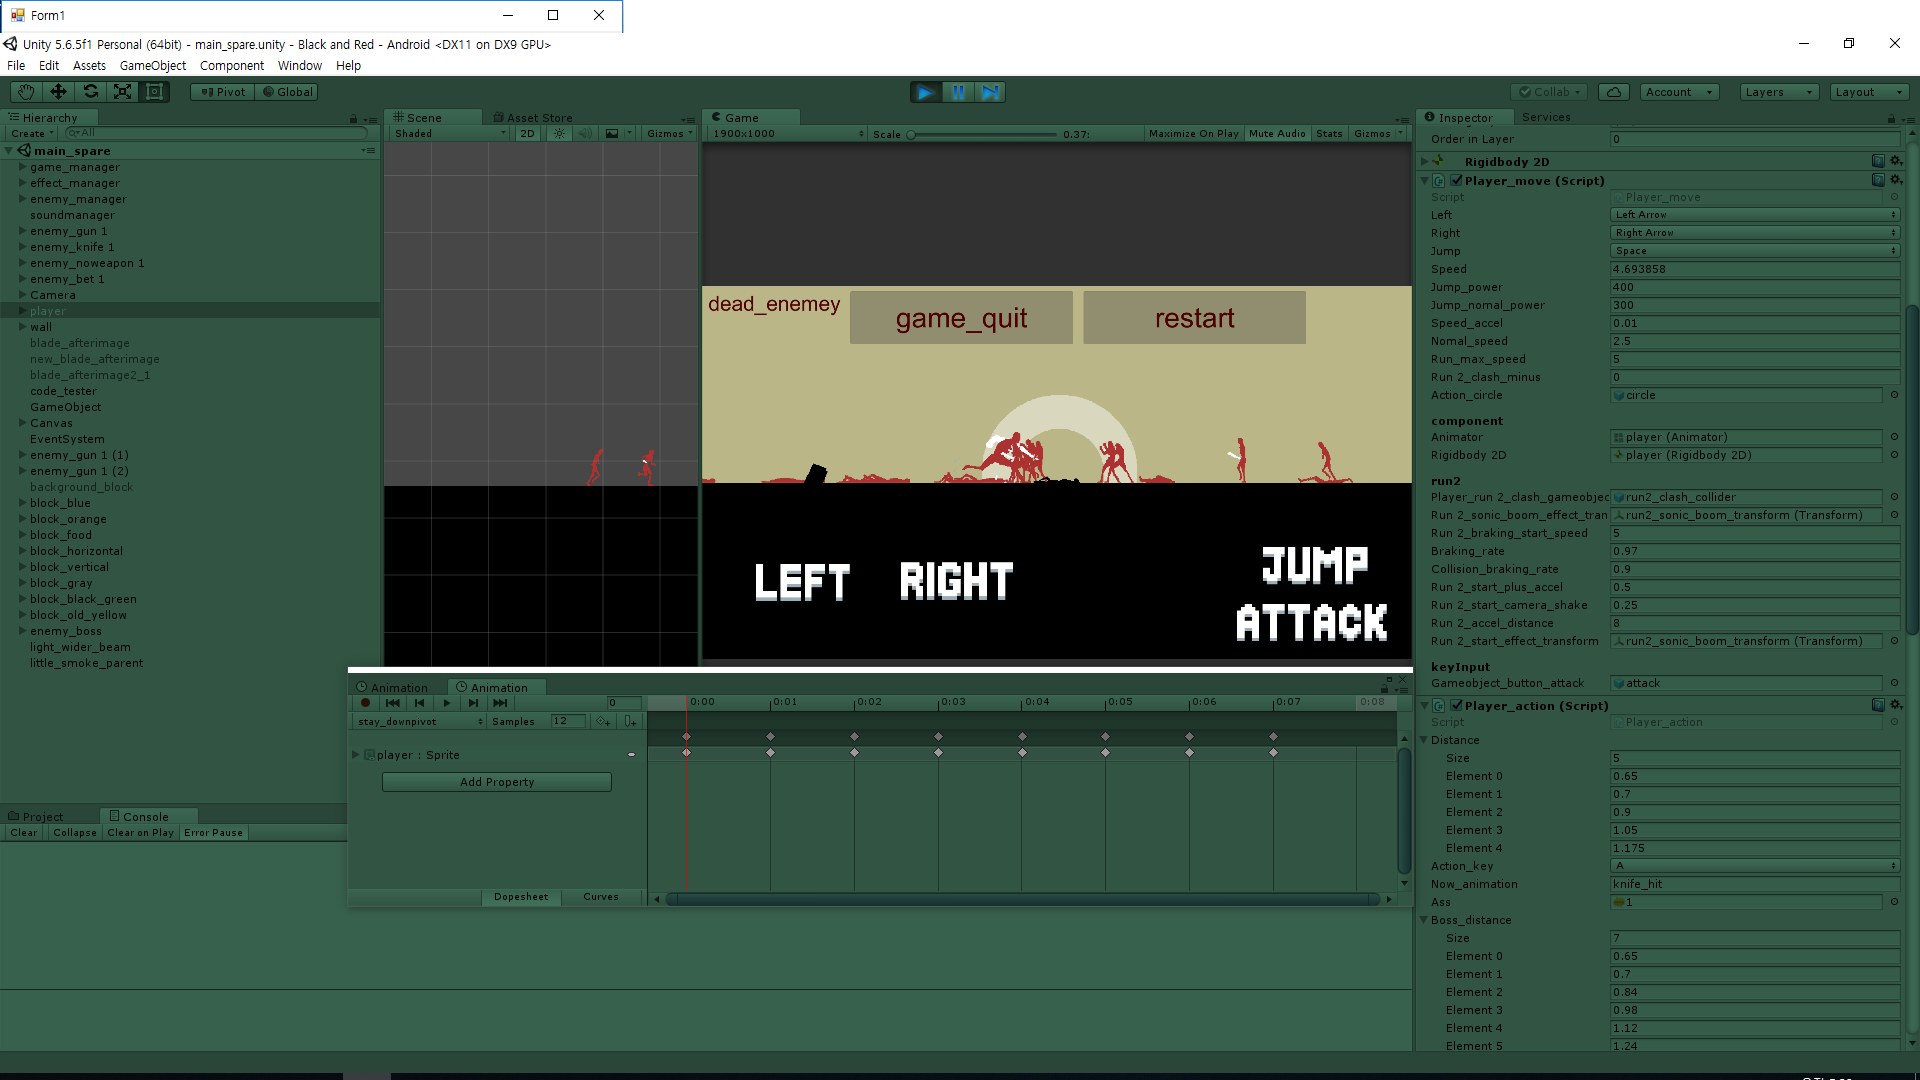 Form1
Unity 5.6.5f1 Personal (64bit) - main_spare.unity - Black and Red - Android <DX11 on DX9 GPU>
File Edit Assets GameObject Component Window Help
Pivot Global Collab Account Layers Layout
Hierarchy
Create All
main_spare
game_manager
effect_manager
enemy_manager
soundmanager
enemy_gun 1
enemy_knife 1
enemy_noweapon 1
enemy_bet 1
Camera
player
wall
blade_afterimage
new_blade_afterimage
blade_afterimage2_1
code_tester
GameObject
Canvas
EventSystem
enemy_gun 1 (1)
enemy_gun 1 (2)
background_block
block_blue
block_orange
block_food
block_horizontal
block_vertical
block_gray
block_black_green
block_old_yellow
enemy_boss
light_wider_beam
little_smoke_parent
Scene Asset Store
Shaded 2D Gizmos
Game
1900x1000 Scale 0.37: Maximize On Play Mute Audio Stats Gizmos
dead_enemey
game_quit
restart
LEFT RIGHT
JUMP
ATTACK
Project Console
Clear Collapse Clear on Play Error Pause
Animation Animation
0 0:00 0:01 0:02 0:03 0:04 0:05 0:06 0:07 0:08
stay_downpivot Samples 12
player : Sprite
Add Property
Dopesheet Curves
Inspector Services
Order in Layer 0
Rigidbody 2D
Player_move (Script)
Script Player_move
Left Left Arrow
Right Right Arrow
Jump Space
Speed 4.693858
Jump_power 400
Jump_nomal_power 300
Speed_accel 0.01
Nomal_speed 2.5
Run_max_speed 5
Run 2_clash_minus 0
Action_circle circle
component
Animator player (Animator)
Rigidbody 2D player (Rigidbody 2D)
run2
Player_run 2_clash_gameobjec run2_clash_collider
Run 2_sonic_boom_effect_tran run2_sonic_boom_transform (Transform)
Run 2_braking_start_speed 5
Braking_rate 0.97
Collision_braking_rate 0.9
Run 2_start_plus_accel 0.5
Run 2_start_camera_shake 0.25
Run 2_accel_distance 8
Run 2_start_effect_transform run2_sonic_boom_transform (Transform)
keyInput
Gameobject_button_attack attack
Player_action (Script)
Script Player_action
Distance
Size 5
Element 0 0.65
Element 1 0.7
Element 2 0.9
Element 3 1.05
Element 4 1.175
Action_key A
Now_animation knife_hit
Ass 1
Boss_distance
Size 7
Element 0 0.65
Element 1 0.7
Element 2 0.84
Element 3 0.98
Element 4 1.12
Element 5 1.24